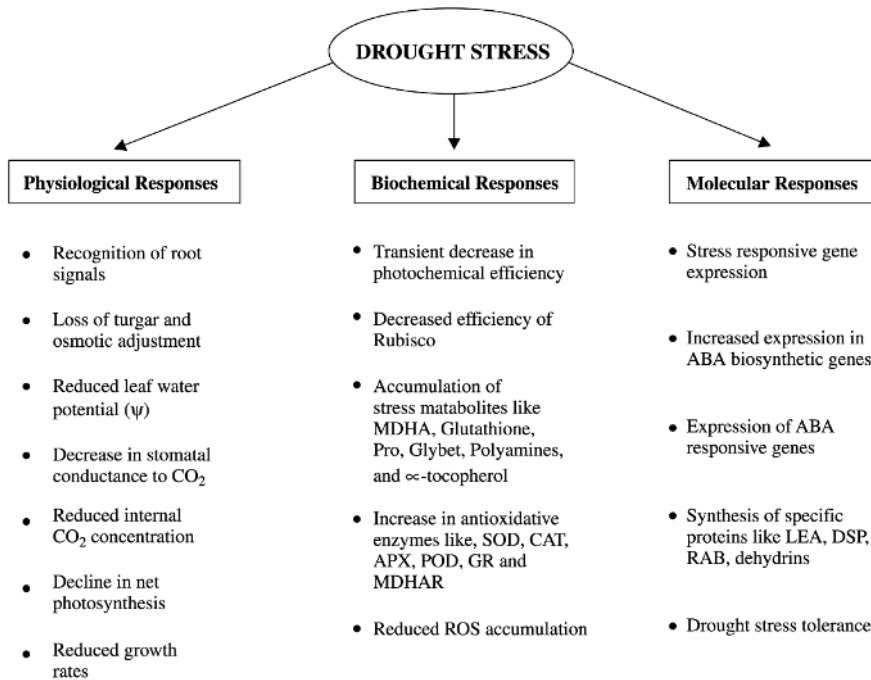 DROUGHT STRESS
Physiological Responses
• Recognition of root
signals
• Loss of turgar and
osmotic adjustment
• Reduced leaf water
potential (ψ)
• Decrease in stomatal
conductance to CO₂
• Reduced internal
CO₂ concentration
• Decline in net
photosynthesis
• Reduced growth
rates
Biochemical Responses
• Transient decrease in
photochemical efficiency
• Decreased efficiency of
Rubisco
• Accumulation of
stress matabolites like
MDHA, Glutathione,
Pro, Glybet, Polyamines,
and ∝-tocopherol
• Increase in antioxidative
enzymes like, SOD, CAT,
APX, POD, GR and
MDHAR
• Reduced ROS accumulation
Molecular Responses
• Stress responsive gene
expression
• Increased expression in
ABA biosynthetic genes
• Expression of ABA
responsive genes
• Synthesis of specific
proteins like LEA, DSP,
RAB, dehydrins
• Drought stress tolerance